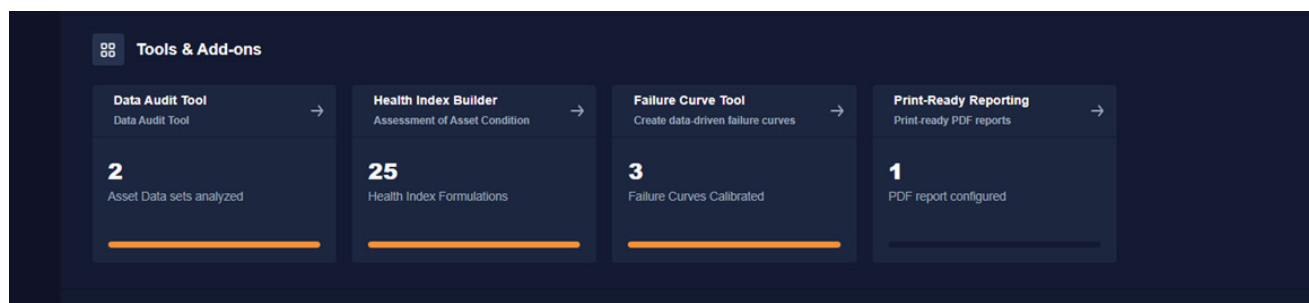 Tools & Add-ons
Data Audit Tool
Data Audit Tool
2
Asset Data sets analyzed
Health Index Builder
Assessment of Asset Condition
25
Health Index Formulations
Failure Curve Tool
Create data-driven failure curves
3
Failure Curves Calibrated
Print-Ready Reporting
Print-ready PDF reports
1
PDF report configured